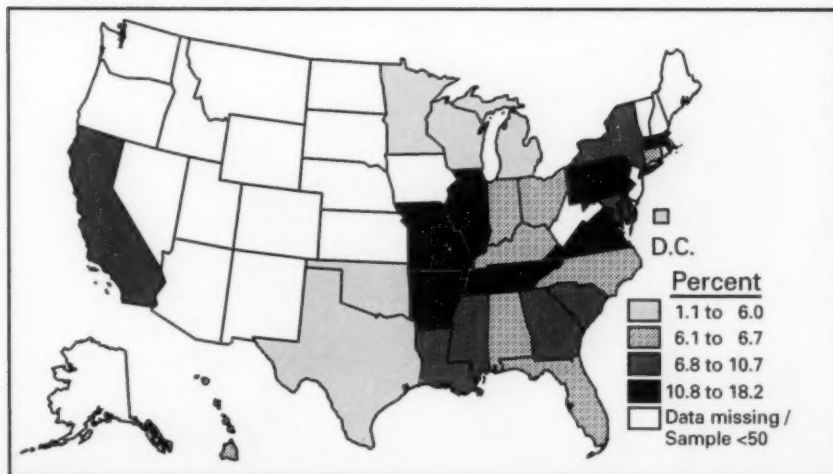 D.C.
Percent
1.1 to 6.0
6.1 to 6.7
6.8 to 10.7
10.8 to 18.2
Data missing /
Sample <50